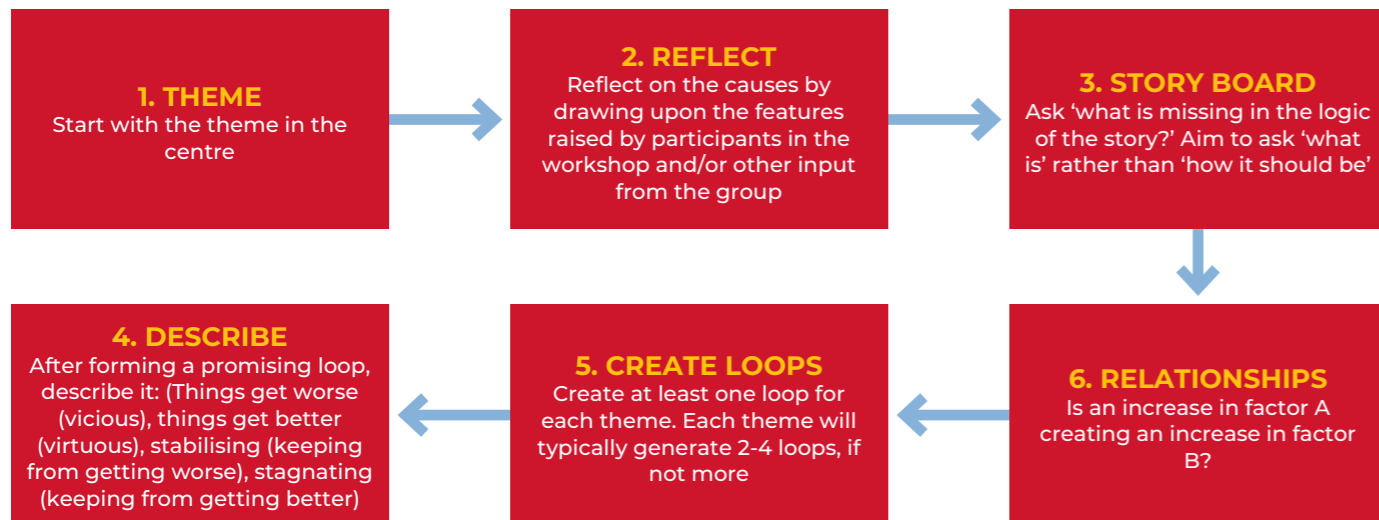 1. THEME
Start with the theme in the
centre
2. REFLECT
Reflect on the causes by
drawing upon the features
raised by participants in the
workshop and/or other input
from the group
3. STORY BOARD
Ask ‘what is missing in the logic
of the story?’ Aim to ask ‘what
is’ rather than ‘how it should be’
4. DESCRIBE
After forming a promising loop,
describe it: (Things get worse
(vicious), things get better
(virtuous), stabilising (keeping
from getting worse), stagnating
(keeping from getting better)
5. CREATE LOOPS
Create at least one loop for
each theme. Each theme will
typically generate 2-4 loops, if
not more
6. RELATIONSHIPS
Is an increase in factor A
creating an increase in factor
B?